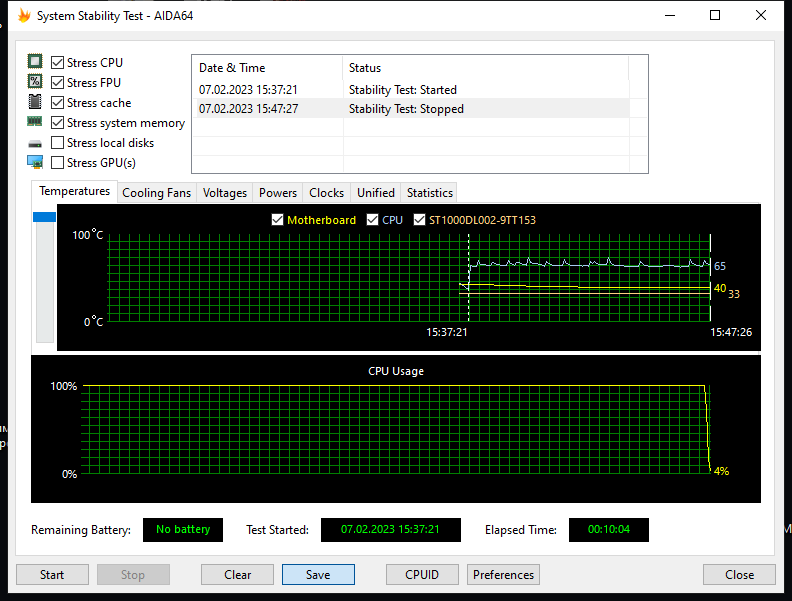 System Stability Test - AIDA64
Stress CPU
Stress FPU
Stress cache
Stress system memory
Stress local disks
Stress GPU(s)
Date & Time Status
07.02.2023 15:37:21 Stability Test: Started
07.02.2023 15:47:27 Stability Test: Stopped
Temperatures Cooling Fans Voltages Powers Clocks Unified Statistics
Motherboard CPU ST1000DL002-9TT153
100°C
65
40
33
0°C
15:37:21 15:47:26
CPU Usage
100%
0% 4%
Remaining Battery: No battery Test Started: 07.02.2023 15:37:21 Elapsed Time: 00:10:04
Start Stop Clear Save CPUID Preferences Close